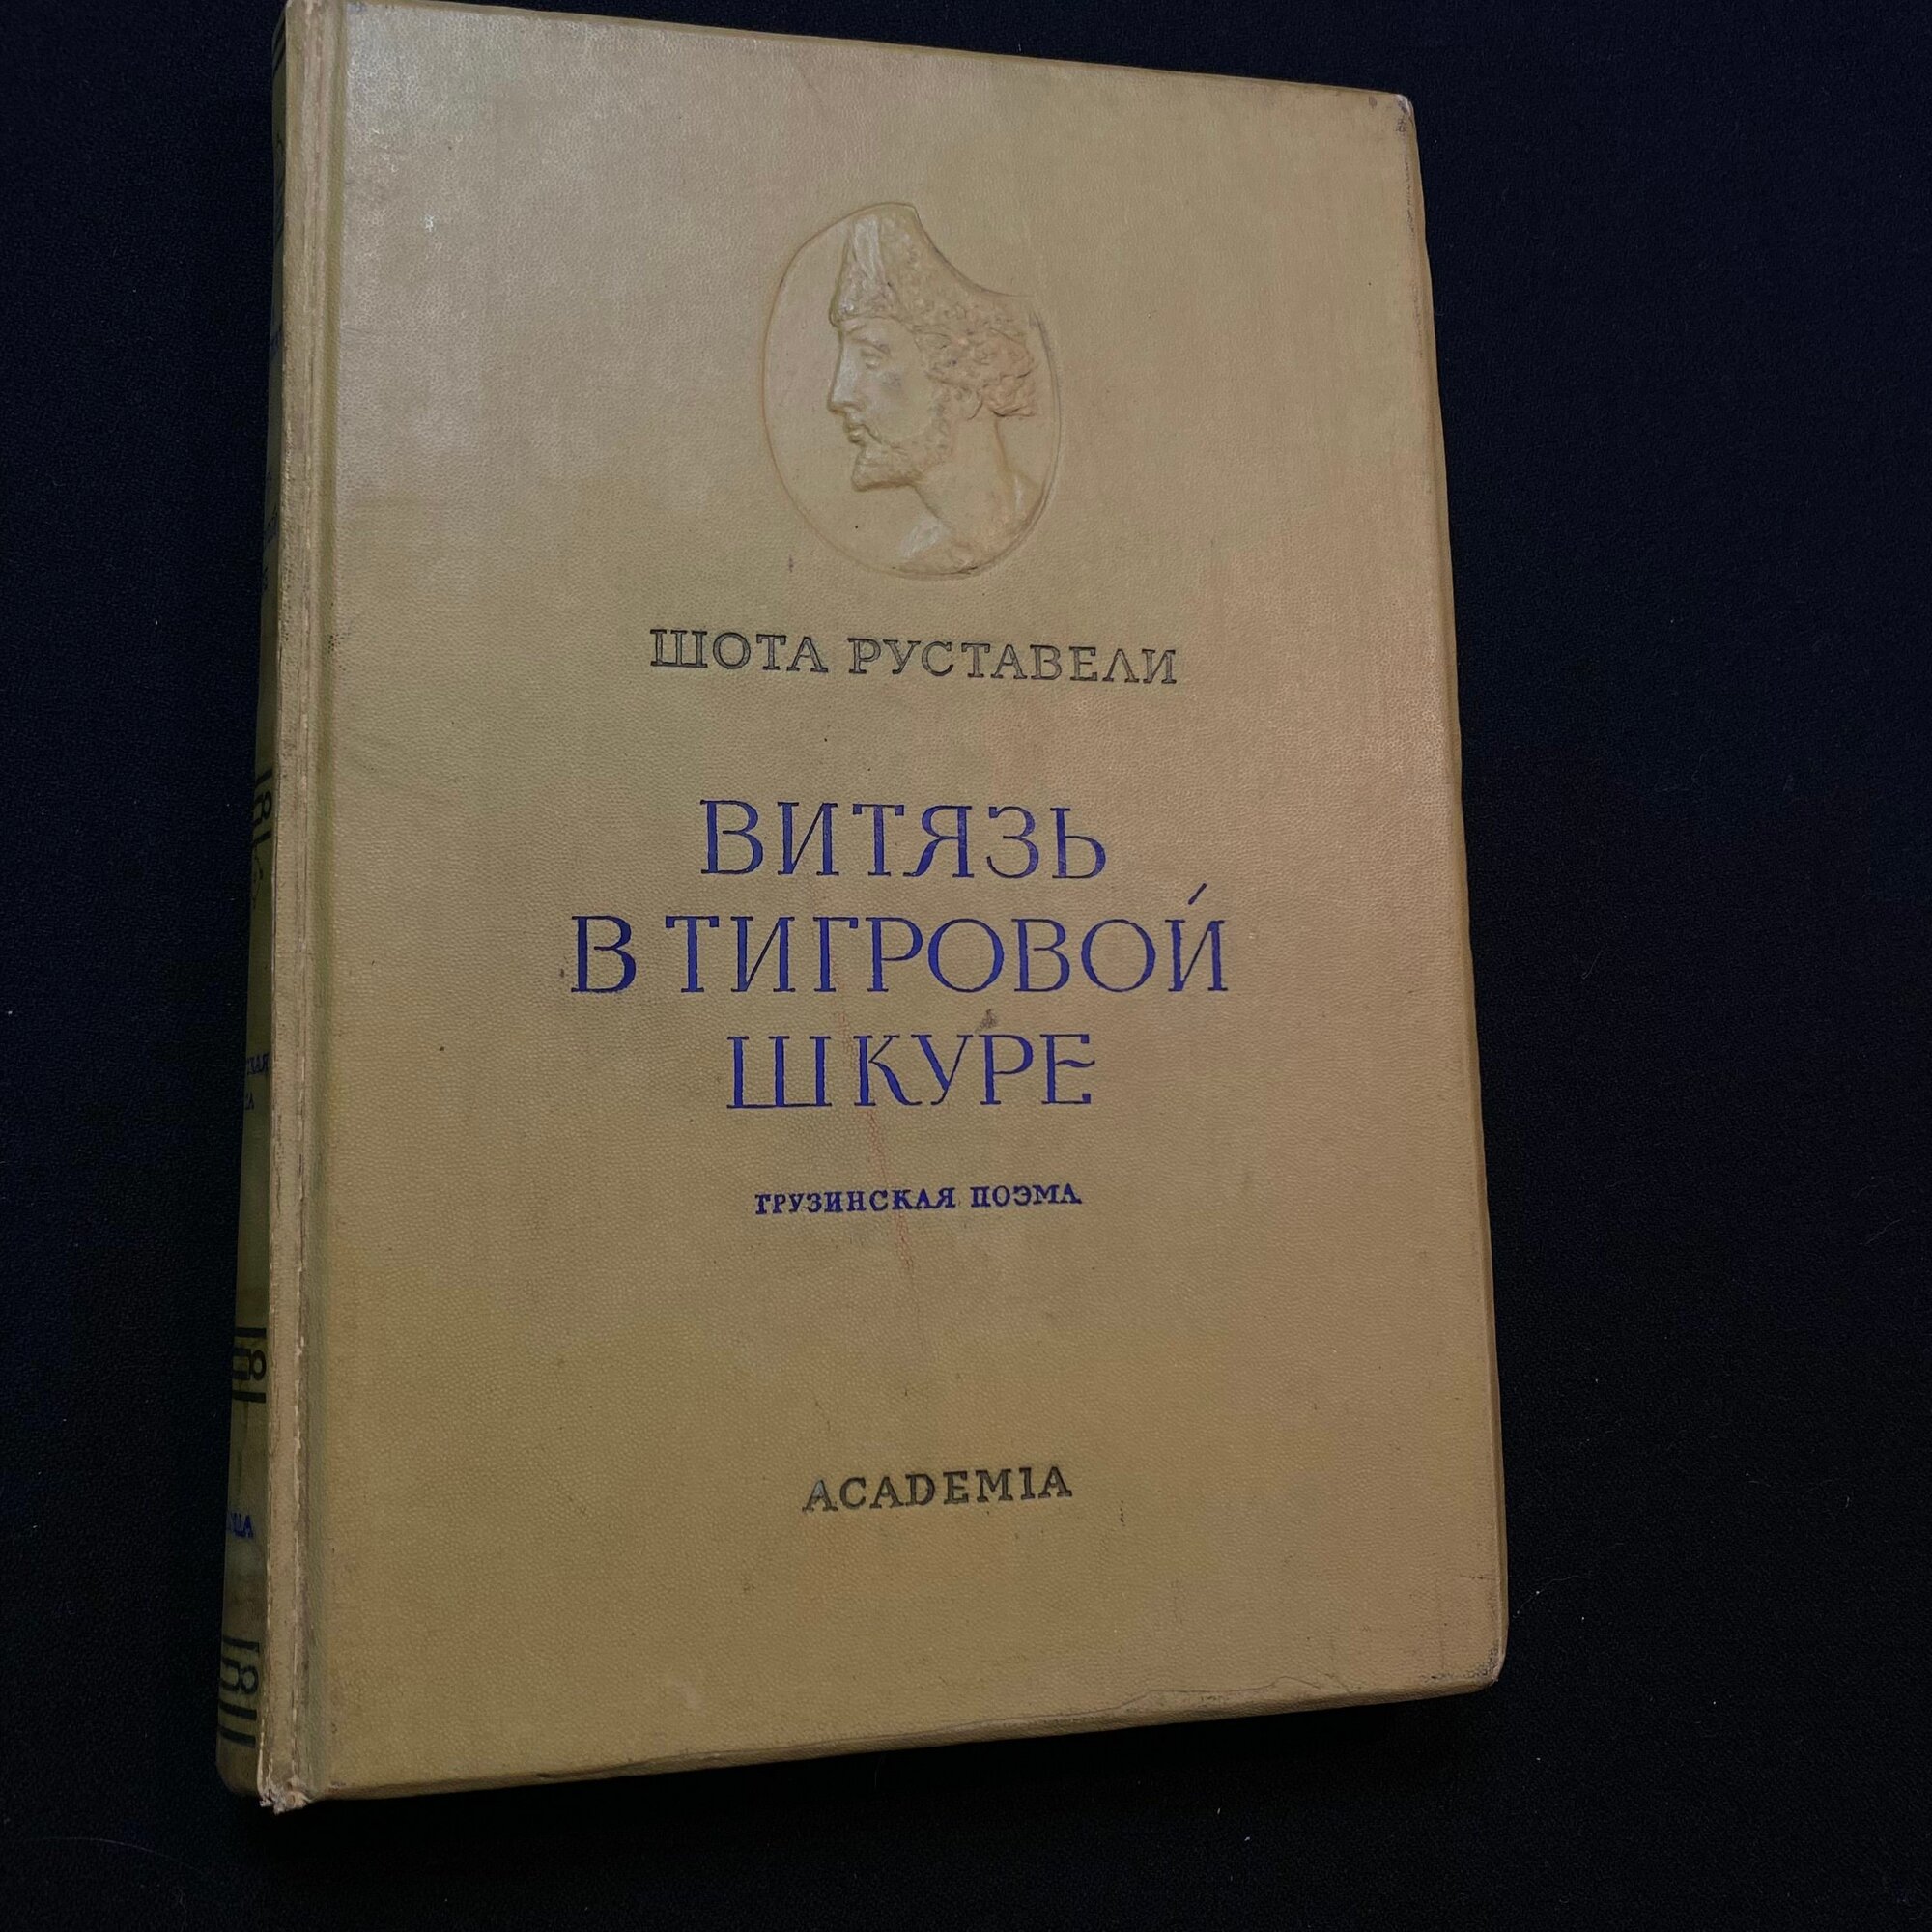 ШОТА РУСТАВЕЛИ
ВИТЯЗЬ
В ТИГРОВОЙ
ШКУРЕ
ГРУЗИНСКАЯ ПОЭМА
ACADEMIA